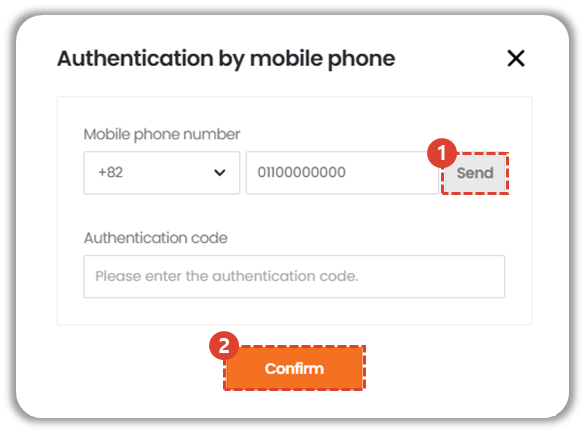 Authentication by mobile phone
Mobile phone number
1
+82 01100000000 Send
Authentication code
Please enter the authentication code.
2
Confirm